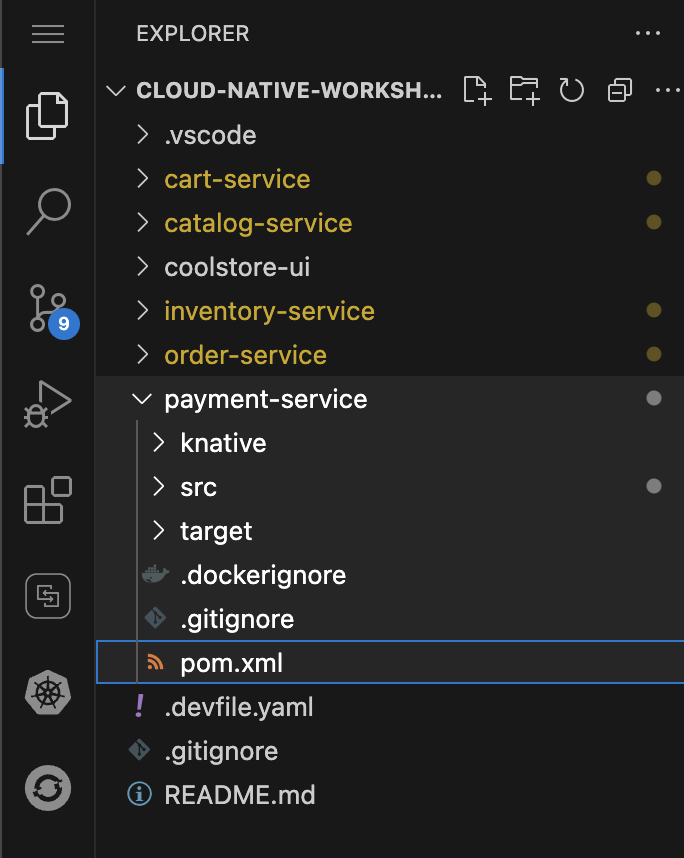 EXPLORER
CLOUD-NATIVE-WORKSH...
.vscode
cart-service
catalog-service
coolstore-ui
inventory-service
9
order-service
payment-service
knative
src
target
.dockerignore
.gitignore
pom.xml
.devfile.yaml
.gitignore
README.md